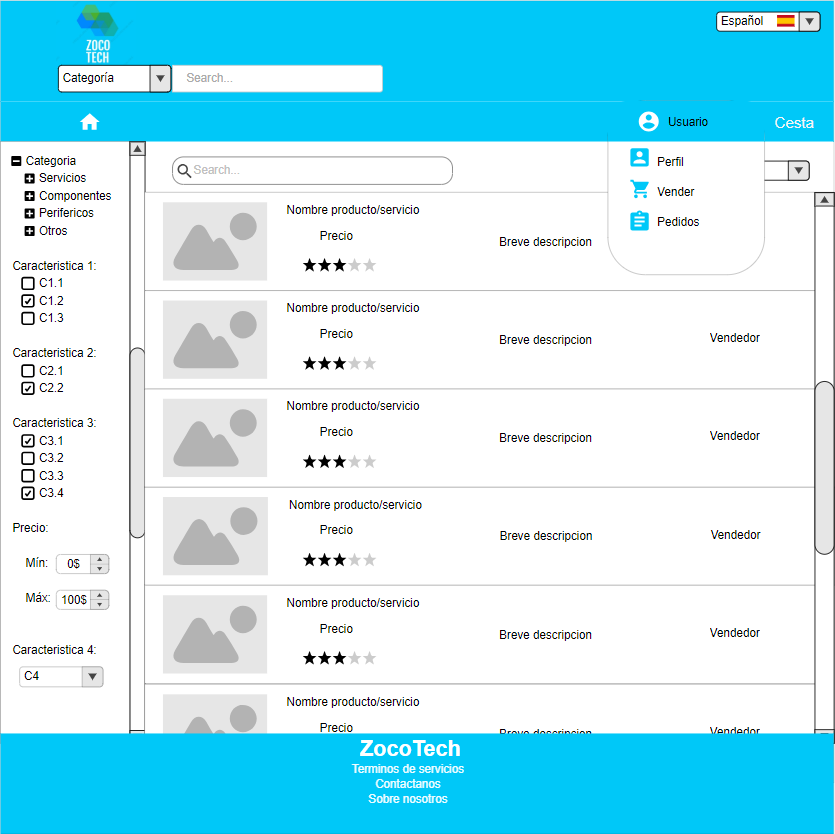 ZOCO
TECH
Español
Categoría
Search...
Usuario
Cesta
Perfil
Vender
Pedidos
Categoria
Servicios
Componentes
Perifericos
Otros
Caracteristica 1:
C1.1
C1.2
C1.3
Caracteristica 2:
C2.1
C2.2
Caracteristica 3:
C3.1
C3.2
C3.3
C3.4
Precio:
Mín:
0$
Máx:
100$
Caracteristica 4:
C4
Search...
Nombre producto/servicio
Precio
Breve descripcion
Nombre producto/servicio
Precio
Breve descripcion
Vendedor
Nombre producto/servicio
Precio
Breve descripcion
Vendedor
Nombre producto/servicio
Precio
Breve descripcion
Vendedor
Nombre producto/servicio
Precio
Breve descripcion
Vendedor
Nombre producto/servicio
Precio
Breve descripcion
Vendedor
ZocoTech
Terminos de servicios
Contactanos
Sobre nosotros